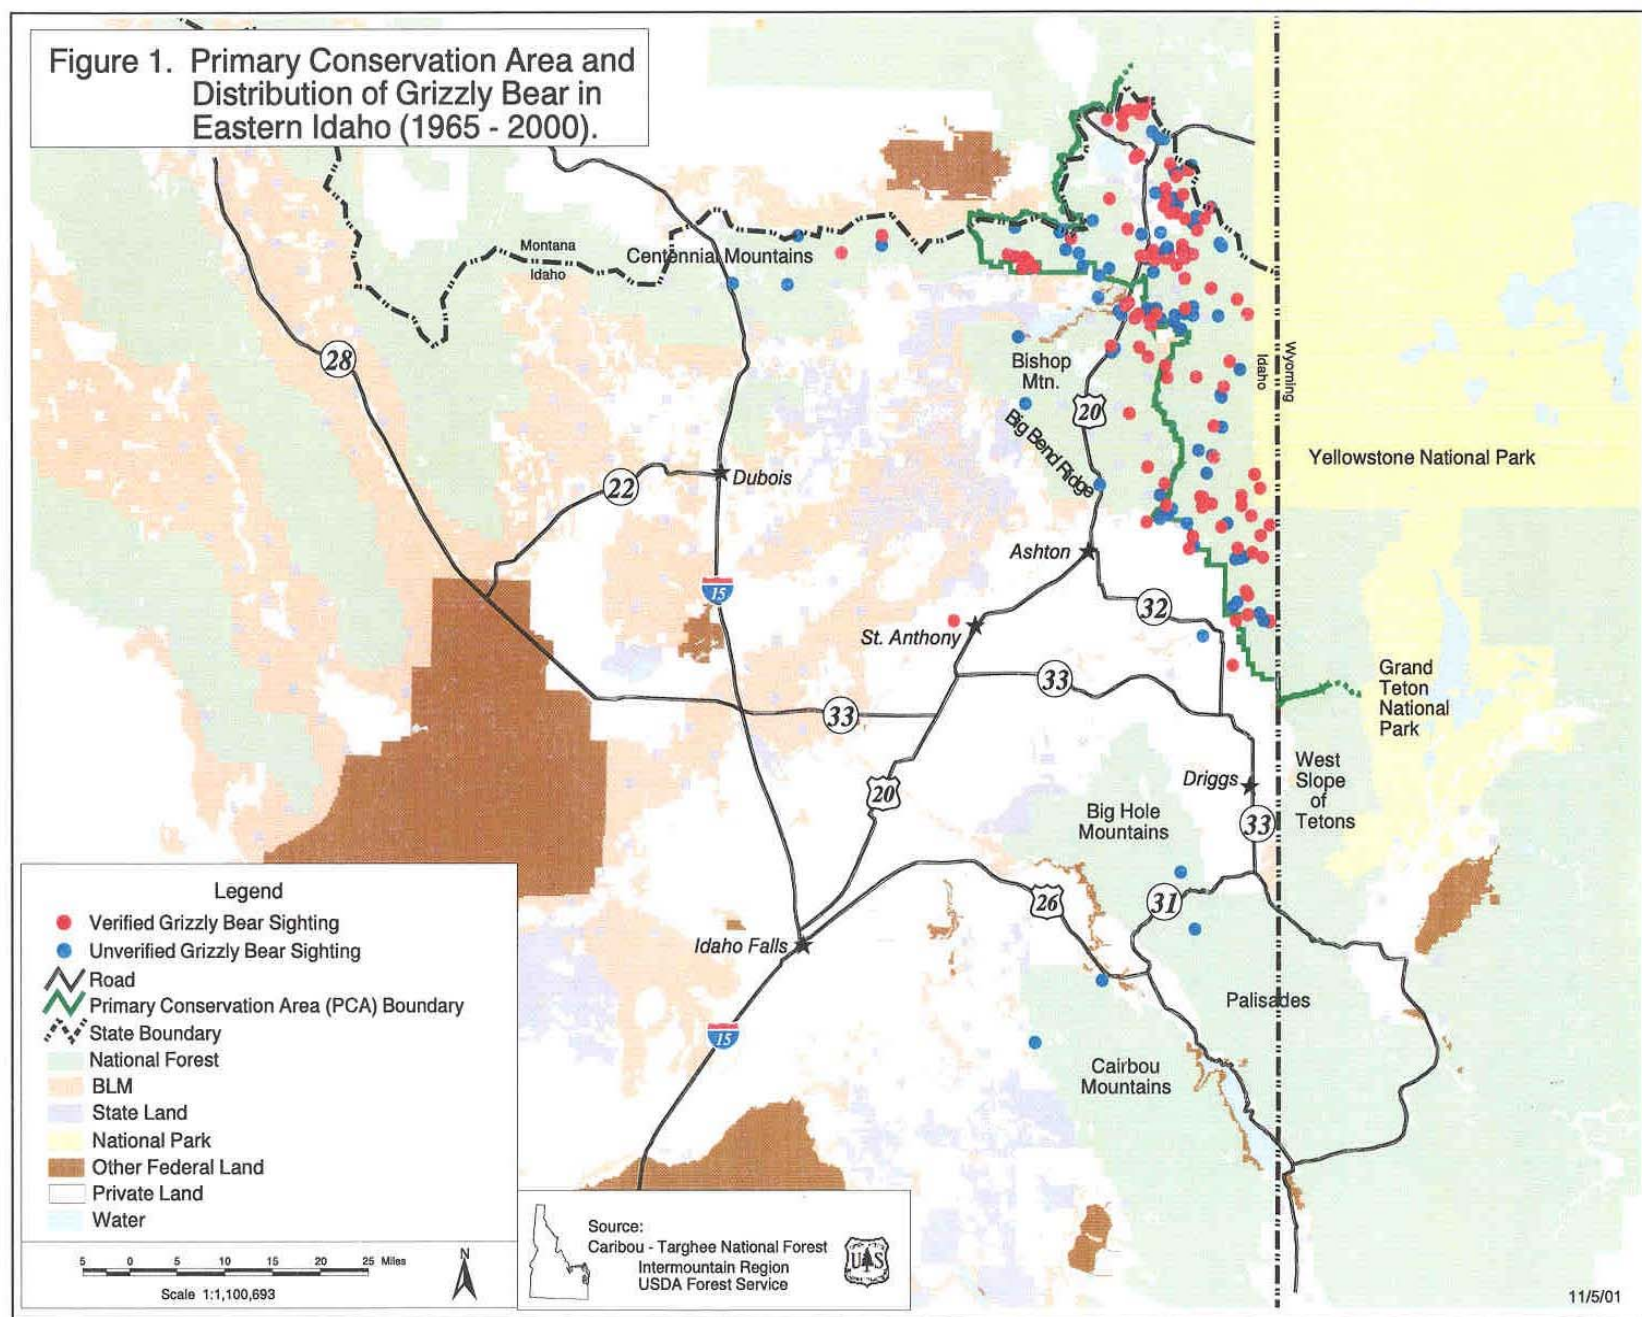 Figure 1. Primary Conservation Area and
Distribution of Grizzly Bear in
Eastern Idaho (1965 - 2000).
Montana
Idaho
Centennial Mountains
28
Bishop
Mtn.
Idaho
Wyoming
20
Big Bend Ridge
Yellowstone National Park
Dubois
22
Ashton
15
32
St. Anthony
33
33
Grand
Teton
National
Park
Driggs
West
Slope
of
Tetons
20
Big Hole
Mountains
33
26
31
Idaho Falls
Palisades
15
Cairbou
Mountains
Legend
Verified Grizzly Bear Sighting
Unverified Grizzly Bear Sighting
Road
Primary Conservation Area (PCA) Boundary
State Boundary
National Forest
BLM
State Land
National Park
Other Federal Land
Private Land
Water
5 0 5 10 15 20 25 Miles
Scale 1:1,100,693
N
Source:
Caribou - Targhee National Forest
Intermountain Region
USDA Forest Service
U S
11/5/01